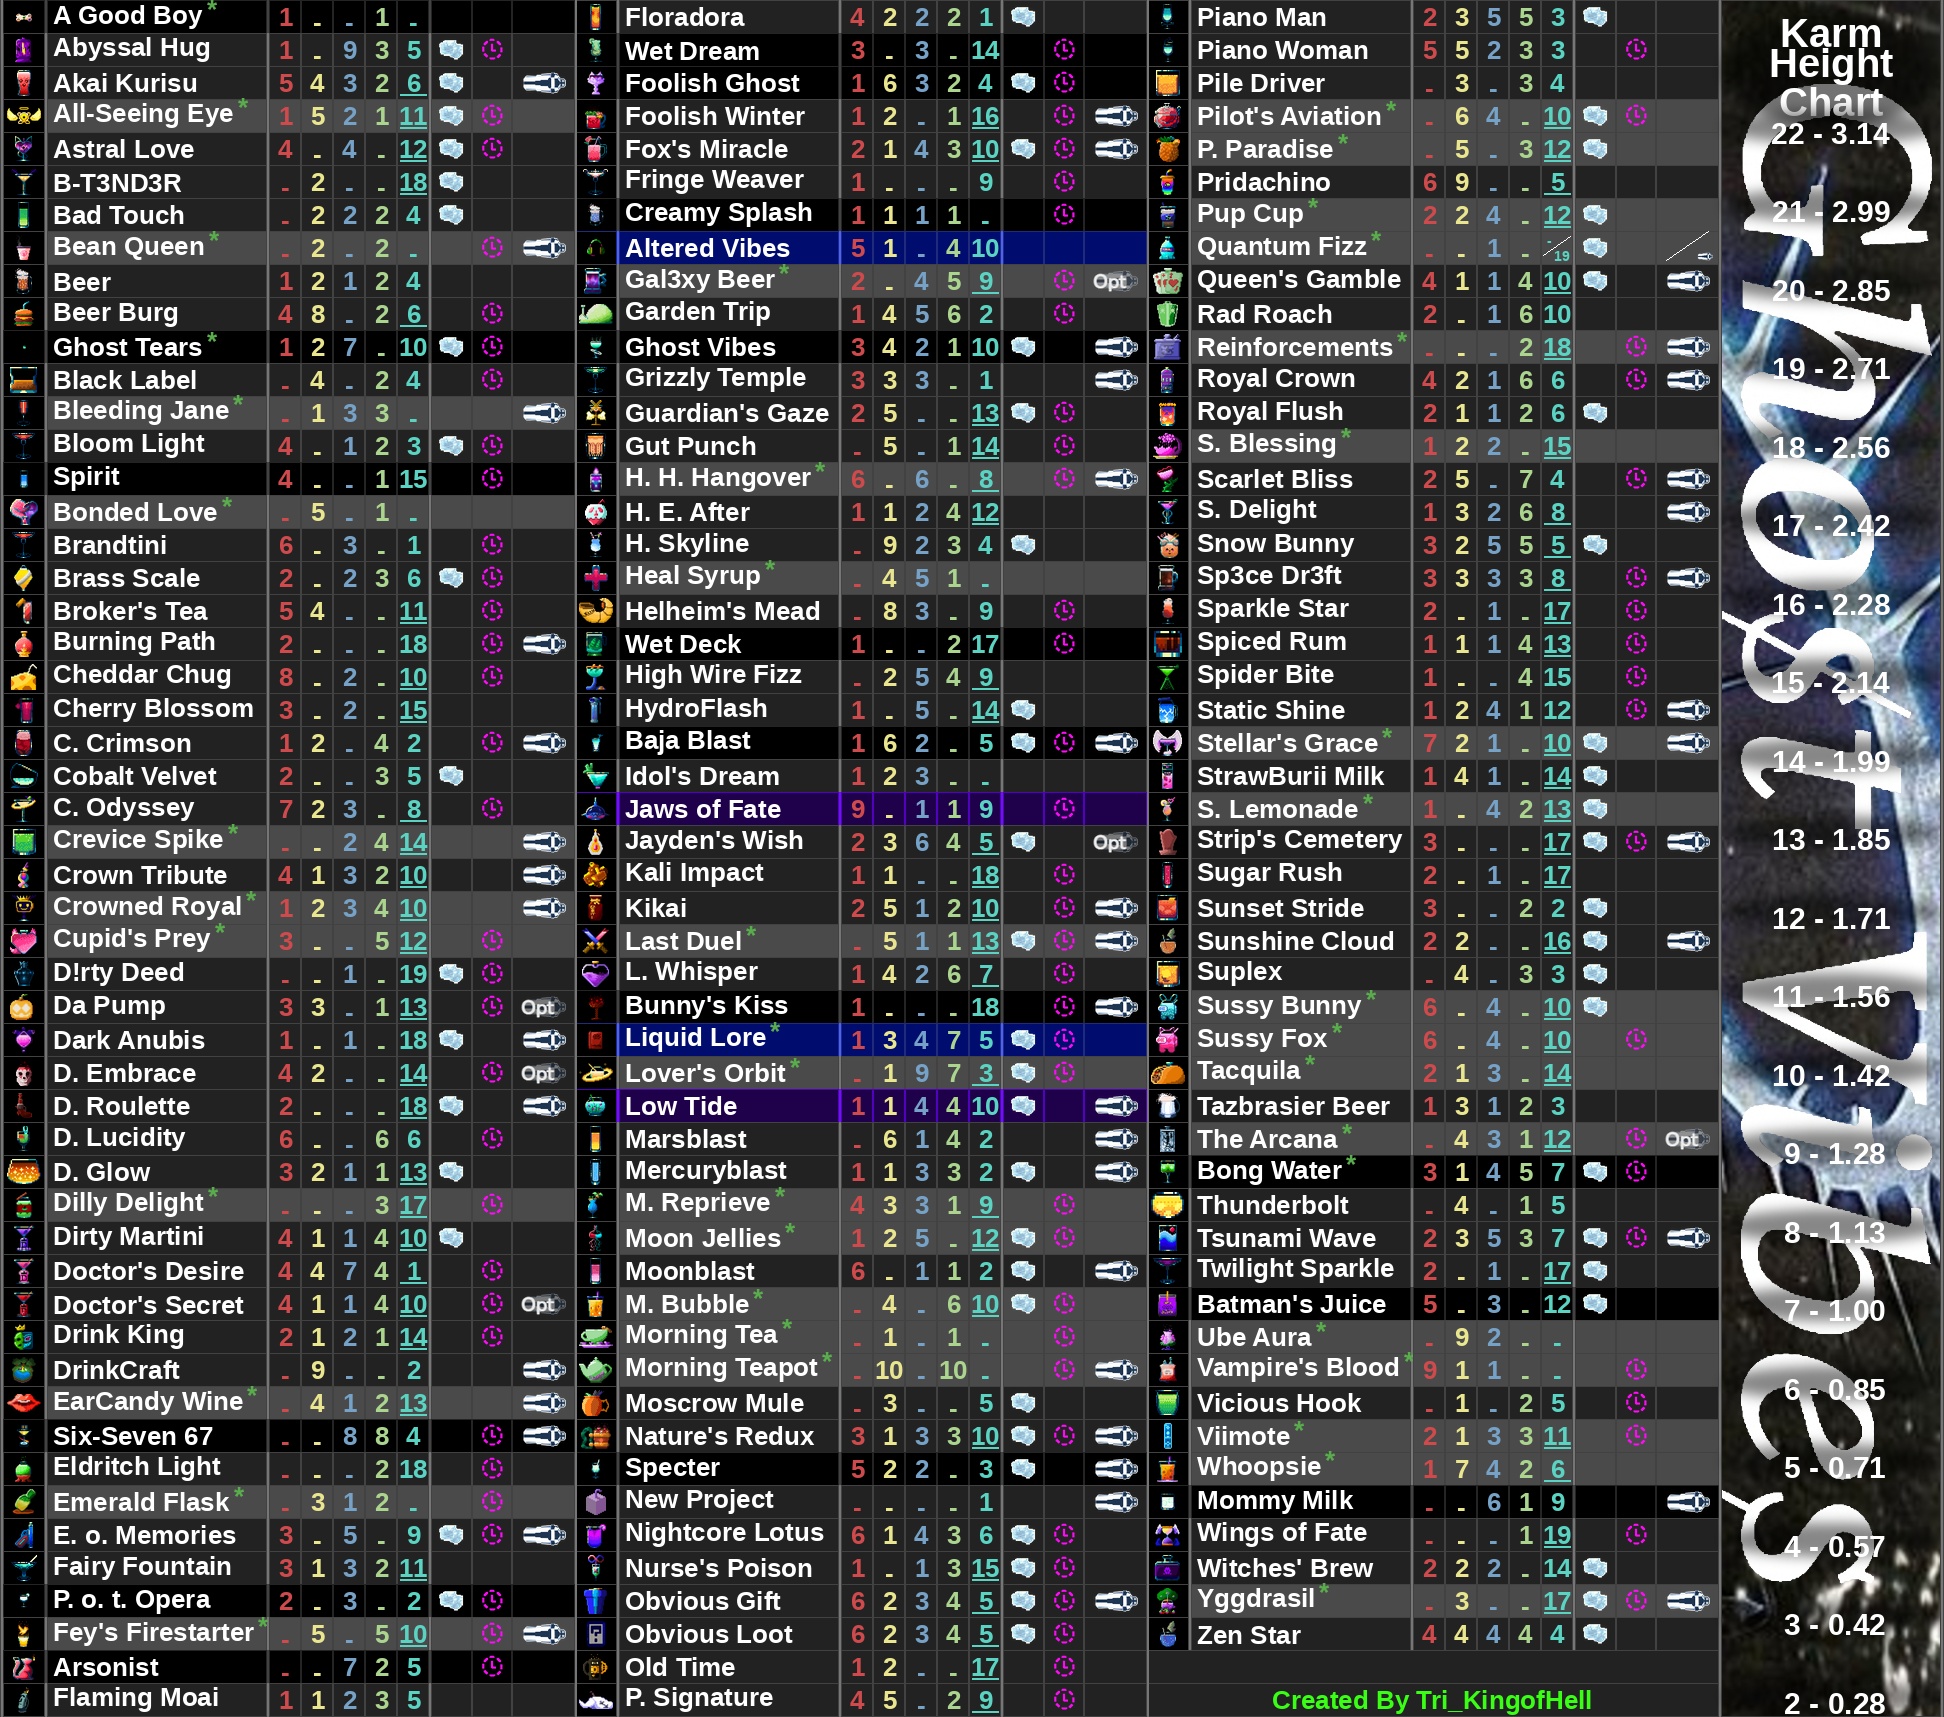 A Good Boy* 1 - - 1 -
Abyssal Hug 1 - 9 3 5
Akai Kurisu 5 4 3 2 6
All-Seeing Eye* 1 5 2 1 11
Astral Love 4 - 4 - 12
B-T3ND3R - 2 - - 18
Bad Touch - 2 2 2 4
Bean Queen* - 2 - 2 -
Beer 1 2 1 2 4
Beer Burg 4 8 - 2 6
Ghost Tears* 1 2 7 - 10
Black Label - 4 - 2 4
Bleeding Jane* - 1 3 3 -
Bloom Light 4 - 1 2 3
Spirit 4 - - 1 15
Bonded Love* - 5 - 1 -
Brandtini 6 - 3 - 1
Brass Scale 2 - 2 3 6
Broker's Tea 5 4 - - 11
Burning Path 2 - - - 18
Cheddar Chug 8 - 2 - 10
Cherry Blossom 3 - 2 - 15
C. Crimson 1 2 - 4 2
Cobalt Velvet 2 - - 3 5
C. Odyssey 7 2 3 - 8
Crevice Spike* - - 2 4 14
Crown Tribute 4 1 3 2 10
Crowned Royal* 1 2 3 4 10
Cupid's Prey* 3 - - 5 12
D!rty Deed - - 1 - 19
Da Pump 3 3 - 1 13 Opt
Dark Anubis 1 - 1 - 18
D. Embrace 4 2 - - 14 Opt
D. Roulette 2 - - - 18
D. Lucidity 6 - - 6 6
D. Glow 3 2 1 1 13
Dilly Delight* - - - 3 17
Dirty Martini 4 1 1 4 10
Doctor's Desire 4 4 7 4 1
Doctor's Secret 4 1 1 4 10 Opt
Drink King 2 1 2 1 14
DrinkCraft - 9 - - 2
EarCandy Wine* - 4 1 2 13
Six-Seven 67 - - 8 8 4
Eldritch Light - - - 2 18
Emerald Flask* - 3 1 2 -
E. o. Memories 3 - 5 - 9
Fairy Fountain 3 1 3 2 11
P. o. t. Opera 2 - 3 - 2
Fey's Firestarter* - 5 - 5 10
Arsonist - - 7 2 5
Flaming Moai 1 1 2 3 5
Floradora 4 2 2 2 1
Wet Dream 3 - 3 - 14
Foolish Ghost 1 6 3 2 4
Foolish Winter 1 2 - 1 16
Fox's Miracle 2 1 4 3 10
Fringe Weaver 1 - - - 9
Creamy Splash 1 1 1 1 -
Altered Vibes 5 1 - 4 10
Gal3xy Beer* 2 - 4 5 9 Opt
Garden Trip 1 4 5 6 2
Ghost Vibes 3 4 2 1 10
Grizzly Temple 3 3 3 - 1
Guardian's Gaze 2 5 - - 13
Gut Punch - 5 - 1 14
H. H. Hangover* 6 - 6 - 8
H. E. After 1 1 2 4 12
H. Skyline - 9 2 3 4
Heal Syrup* - 4 5 1 -
Helheim's Mead - 8 3 - 9
Wet Deck 1 - - 2 17
High Wire Fizz - 2 5 4 9
HydroFlash 1 - 5 - 14
Baja Blast 1 6 2 - 5
Idol's Dream 1 2 3 - -
Jaws of Fate 9 - 1 1 9
Jayden's Wish 2 3 6 4 5 Opt
Kali Impact 1 1 - - 18
Kikai 2 5 1 2 10
Last Duel* - 5 1 1 13
L. Whisper 1 4 2 6 7
Bunny's Kiss 1 - - - 18
Liquid Lore* 1 3 4 7 5
Lover's Orbit* - 1 9 7 3
Low Tide 1 1 4 4 10
Marsblast - 6 1 4 2
Mercuryblast 1 1 3 3 2
M. Reprieve* 4 3 3 1 9
Moon Jellies* 1 2 5 - 12
Moonblast 6 - 1 1 2
M. Bubble* - 4 - 6 10
Morning Tea* - 1 - 1 -
Morning Teapot* - 10 - 10 -
Moscrow Mule - 3 - - 5
Nature's Redux 3 1 3 3 10
Specter 5 2 2 - 3
New Project - - - - 1
Nightcore Lotus 6 1 4 3 6
Nurse's Poison 1 - 1 3 15
Obvious Gift 6 2 3 4 5
Obvious Loot 6 2 3 4 5
Old Time 1 2 - - 17
P. Signature 4 5 - 2 9
Piano Man 2 3 5 5 3
Piano Woman 5 5 2 3 3
Pile Driver - 3 - 3 4
Pilot's Aviation* - 6 4 - 10
P. Paradise* - 5 - 3 12
Pridachino 6 9 - - 5
Pup Cup* 2 2 4 - 12
Quantum Fizz* - - 1 - -/19
Queen's Gamble 4 1 1 4 10
Rad Roach 2 - 1 6 10
Reinforcements* - - - 2 18
Royal Crown 4 2 1 6 6
Royal Flush 2 1 1 2 6
S. Blessing* 1 2 2 - 15
Scarlet Bliss 2 5 - 7 4
S. Delight 1 3 2 6 8
Snow Bunny 3 2 5 5 5
Sp3ce Dr3ft 3 3 3 3 8
Sparkle Star 2 - 1 - 17
Spiced Rum 1 1 1 4 13
Spider Bite 1 - - 4 15
Static Shine 1 2 4 1 12
Stellar's Grace* 7 2 1 - 10
StrawBurii Milk 1 4 1 - 14
S. Lemonade* 1 - 4 2 13
Strip's Cemetery 3 - - - 17
Sugar Rush 2 - 1 - 17
Sunset Stride 3 - - 2 2
Sunshine Cloud 2 2 - - 16
Suplex - 4 - 3 3
Sussy Bunny* 6 - 4 - 10
Sussy Fox* 6 - 4 - 10
Tacquila* 2 1 3 - 14
Tazbrasier Beer 1 3 1 2 3
The Arcana* - 4 3 1 12 Opt
Bong Water* 3 1 4 5 7
Thunderbolt - 4 - 1 5
Tsunami Wave 2 3 5 3 7
Twilight Sparkle 2 - 1 - 17
Batman's Juice 5 - 3 - 12
Ube Aura* - 9 2 - -
Vampire's Blood* 9 1 1 - -
Vicious Hook - 1 - 2 5
Viimote* 2 1 3 3 11
Whoopsie* 1 7 4 2 6
Mommy Milk - - 6 1 9
Wings of Fate - - - 1 19
Witches' Brew 2 2 2 - 14
Yggdrasil* - 3 - - 17
Zen Star 4 4 4 4 4
Created By Tri_KingofHell
Karm
Height
Chart
22 - 3.14
21 - 2.99
20 - 2.85
19 - 2.71
18 - 2.56
17 - 2.42
16 - 2.28
15 - 2.14
14 - 1.99
13 - 1.85
12 - 1.71
11 - 1.56
10 - 1.42
9 - 1.28
8 - 1.13
7 - 1.00
6 - 0.85
5 - 0.71
4 - 0.57
3 - 0.42
2 - 0.28